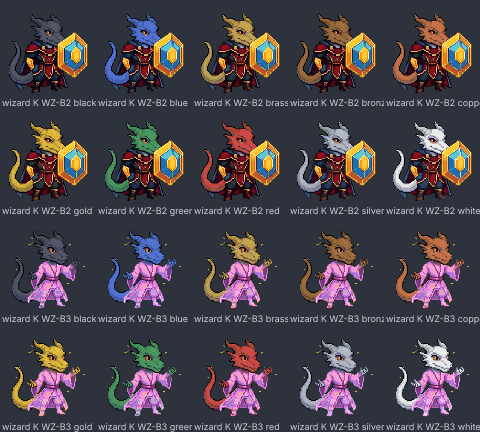 wizard K WZ-B2 black wizard K WZ-B2 blue wizard K WZ-B2 brass wizard K WZ-B2 bronz wizard K WZ-B2 copp
wizard K WZ-B2 gold wizard K WZ-B2 green wizard K WZ-B2 red wizard K WZ-B2 silver wizard K WZ-B2 white
wizard K WZ-B3 black wizard K WZ-B3 blue wizard K WZ-B3 brass wizard K WZ-B3 bronz wizard K WZ-B3 copp
wizard K WZ-B3 gold wizard K WZ-B3 green wizard K WZ-B3 red wizard K WZ-B3 silver wizard K WZ-B3 white